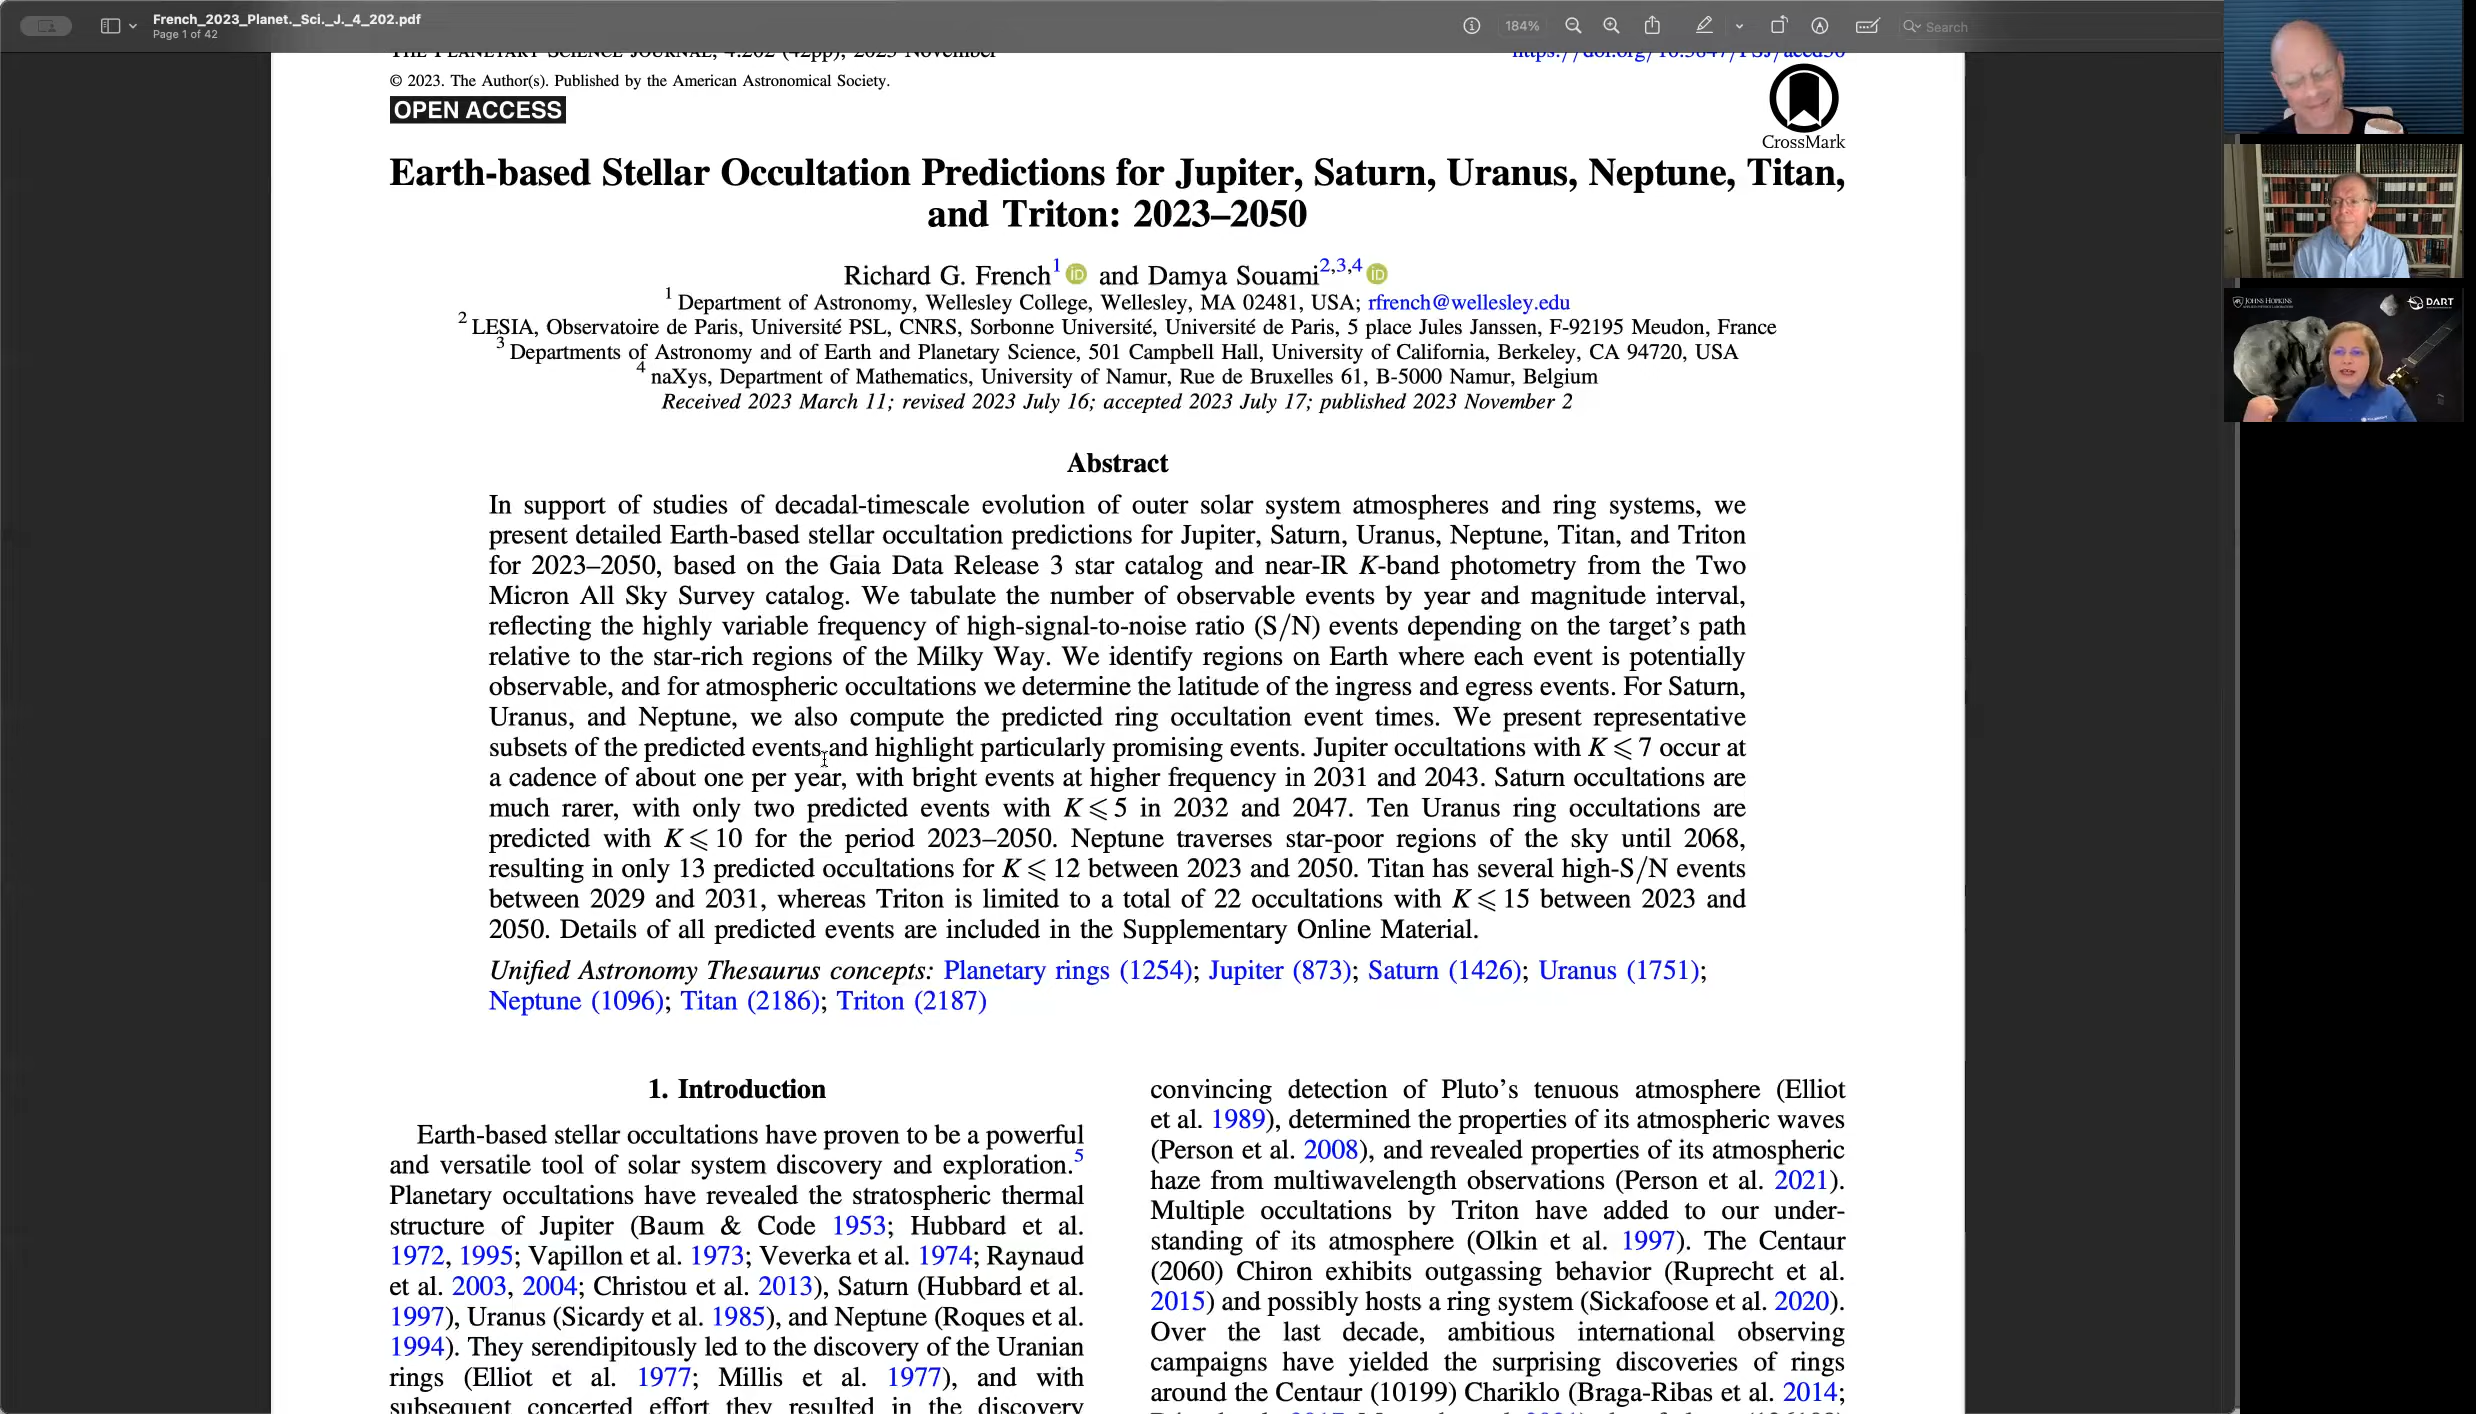 French_2023_Planet._Sci._J._4_202.pdf
Page 1 of 42
184%
Search
THE PLANETARY SCIENCE JOURNAL, 4:202 (42pp), 2023 November
https://doi.org/10.3847/PSJ/aced56
© 2023. The Author(s). Published by the American Astronomical Society.
OPEN ACCESS
CrossMark
Earth-based Stellar Occultation Predictions for Jupiter, Saturn, Uranus, Neptune, Titan,
and Triton: 2023–2050
Richard G. French1 iD and Damya Souami2,3,4 iD
1 Department of Astronomy, Wellesley College, Wellesley, MA 02481, USA; rfrench@wellesley.edu
2 LESIA, Observatoire de Paris, Université PSL, CNRS, Sorbonne Université, Université de Paris, 5 place Jules Janssen, F-92195 Meudon, France
3 Departments of Astronomy and of Earth and Planetary Science, 501 Campbell Hall, University of California, Berkeley, CA 94720, USA
4 naXys, Department of Mathematics, University of Namur, Rue de Bruxelles 61, B-5000 Namur, Belgium
Received 2023 March 11; revised 2023 July 16; accepted 2023 July 17; published 2023 November 2
Abstract
In support of studies of decadal-timescale evolution of outer solar system atmospheres and ring systems, we
present detailed Earth-based stellar occultation predictions for Jupiter, Saturn, Uranus, Neptune, Titan, and Triton
for 2023–2050, based on the Gaia Data Release 3 star catalog and near-IR K-band photometry from the Two
Micron All Sky Survey catalog. We tabulate the number of observable events by year and magnitude interval,
reflecting the highly variable frequency of high-signal-to-noise ratio (S/N) events depending on the target's path
relative to the star-rich regions of the Milky Way. We identify regions on Earth where each event is potentially
observable, and for atmospheric occultations we determine the latitude of the ingress and egress events. For Saturn,
Uranus, and Neptune, we also compute the predicted ring occultation event times. We present representative
subsets of the predicted events and highlight particularly promising events. Jupiter occultations with K ⩽ 7 occur at
a cadence of about one per year, with bright events at higher frequency in 2031 and 2043. Saturn occultations are
much rarer, with only two predicted events with K ⩽ 5 in 2032 and 2047. Ten Uranus ring occultations are
predicted with K ⩽ 10 for the period 2023–2050. Neptune traverses star-poor regions of the sky until 2068,
resulting in only 13 predicted occultations for K ⩽ 12 between 2023 and 2050. Titan has several high-S/N events
between 2029 and 2031, whereas Triton is limited to a total of 22 occultations with K ⩽ 15 between 2023 and
2050. Details of all predicted events are included in the Supplementary Online Material.
Unified Astronomy Thesaurus concepts: Planetary rings (1254); Jupiter (873); Saturn (1426); Uranus (1751);
Neptune (1096); Titan (2186); Triton (2187)
1. Introduction
Earth-based stellar occultations have proven to be a powerful
and versatile tool of solar system discovery and exploration.5
Planetary occultations have revealed the stratospheric thermal
structure of Jupiter (Baum & Code 1953; Hubbard et al.
1972, 1995; Vapillon et al. 1973; Veverka et al. 1974; Raynaud
et al. 2003, 2004; Christou et al. 2013), Saturn (Hubbard et al.
1997), Uranus (Sicardy et al. 1985), and Neptune (Roques et al.
1994). They serendipitously led to the discovery of the Uranian
rings (Elliot et al. 1977; Millis et al. 1977), and with
subsequent concerted effort they resulted in the discovery
convincing detection of Pluto's tenuous atmosphere (Elliot
et al. 1989), determined the properties of its atmospheric waves
(Person et al. 2008), and revealed properties of its atmospheric
haze from multiwavelength observations (Person et al. 2021).
Multiple occultations by Triton have added to our under-
standing of its atmosphere (Olkin et al. 1997). The Centaur
(2060) Chiron exhibits outgassing behavior (Ruprecht et al.
2015) and possibly hosts a ring system (Sickafoose et al. 2020).
Over the last decade, ambitious international observing
campaigns have yielded the surprising discoveries of rings
around the Centaur (10199) Chariklo (Braga-Ribas et al. 2014;
JOHNS HOPKINS
DART